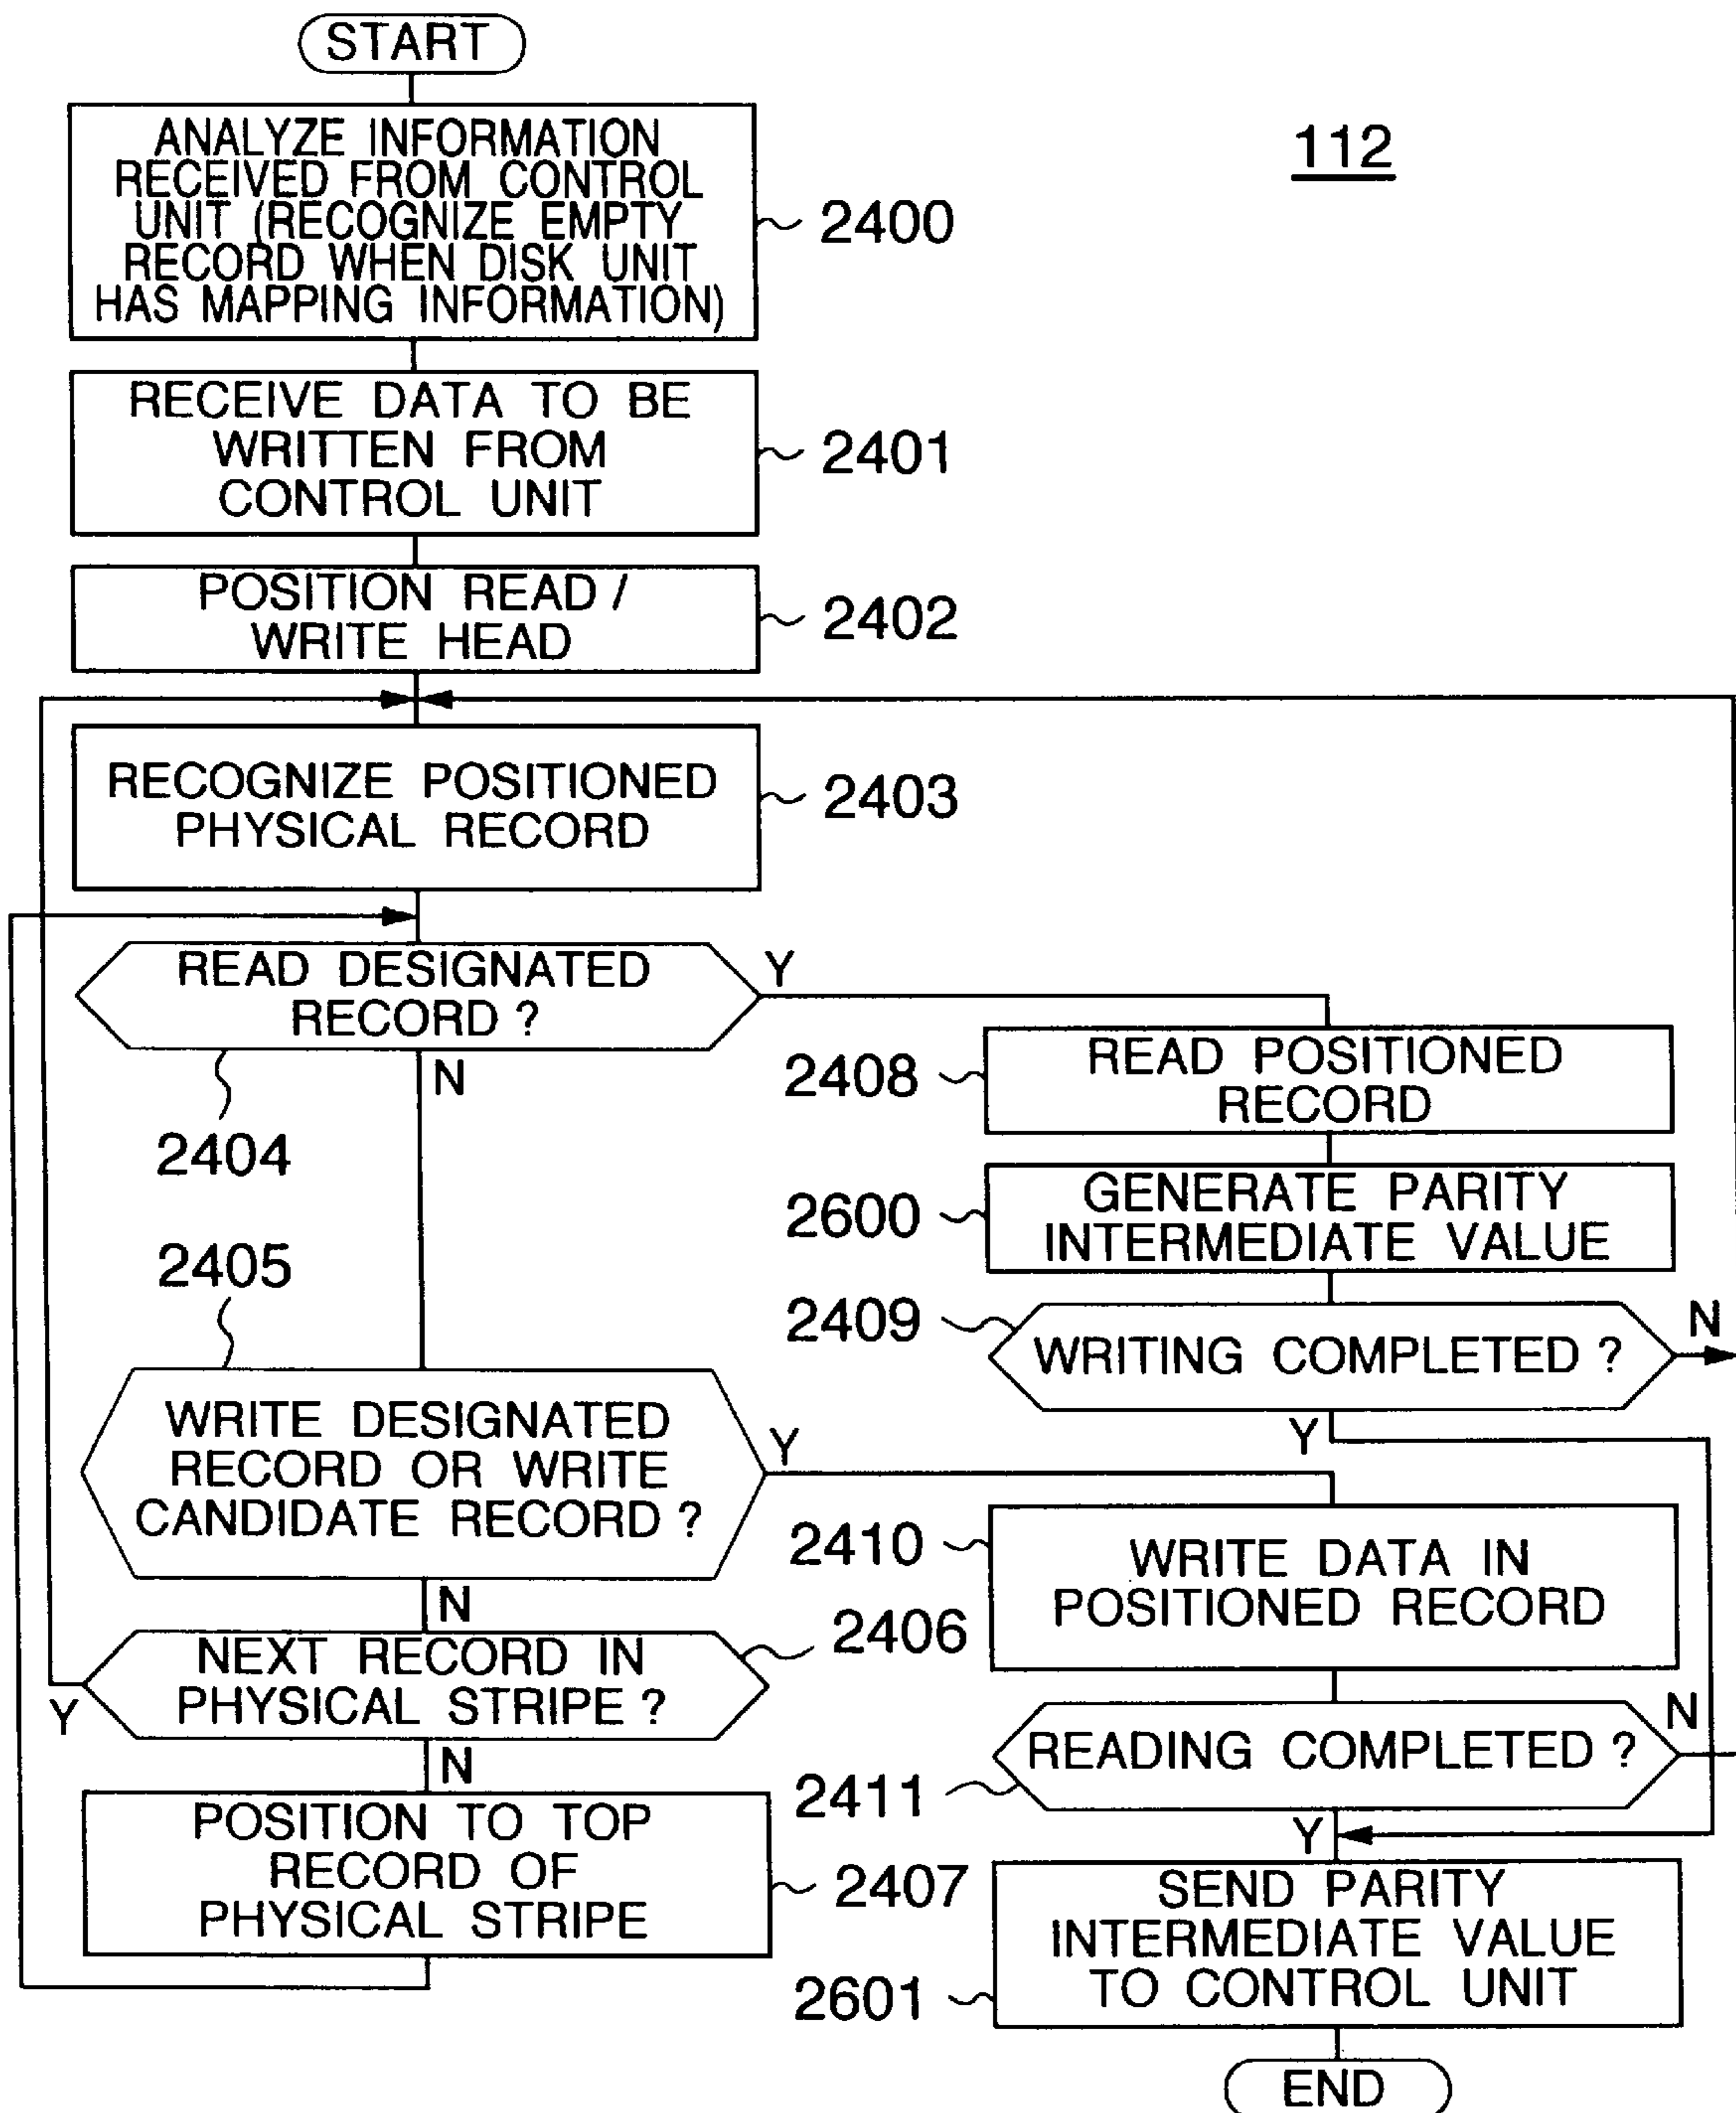 START
112
ANALYZE INFORMATION
RECEIVED FROM CONTROL
UNIT (RECOGNIZE EMPTY
RECORD WHEN DISK UNIT
HAS MAPPING INFORMATION)
2400
RECEIVE DATA TO BE
WRITTEN FROM
CONTROL UNIT
2401
POSITION READ /
WRITE HEAD
2402
RECOGNIZE POSITIONED
PHYSICAL RECORD
2403
READ DESIGNATED
RECORD ?
Y
N
2404
2408
READ POSITIONED
RECORD
2600
GENERATE PARITY
INTERMEDIATE VALUE
2405
2409
WRITING COMPLETED ?
N
Y
WRITE DESIGNATED
RECORD OR WRITE
CANDIDATE RECORD ?
Y
N
2410
WRITE DATA IN
POSITIONED RECORD
2406
NEXT RECORD IN
PHYSICAL STRIPE ?
Y
N
2411
READING COMPLETED ?
N
Y
POSITION TO TOP
RECORD OF
PHYSICAL STRIPE
2407
SEND PARITY
INTERMEDIATE VALUE
TO CONTROL UNIT
2601
END